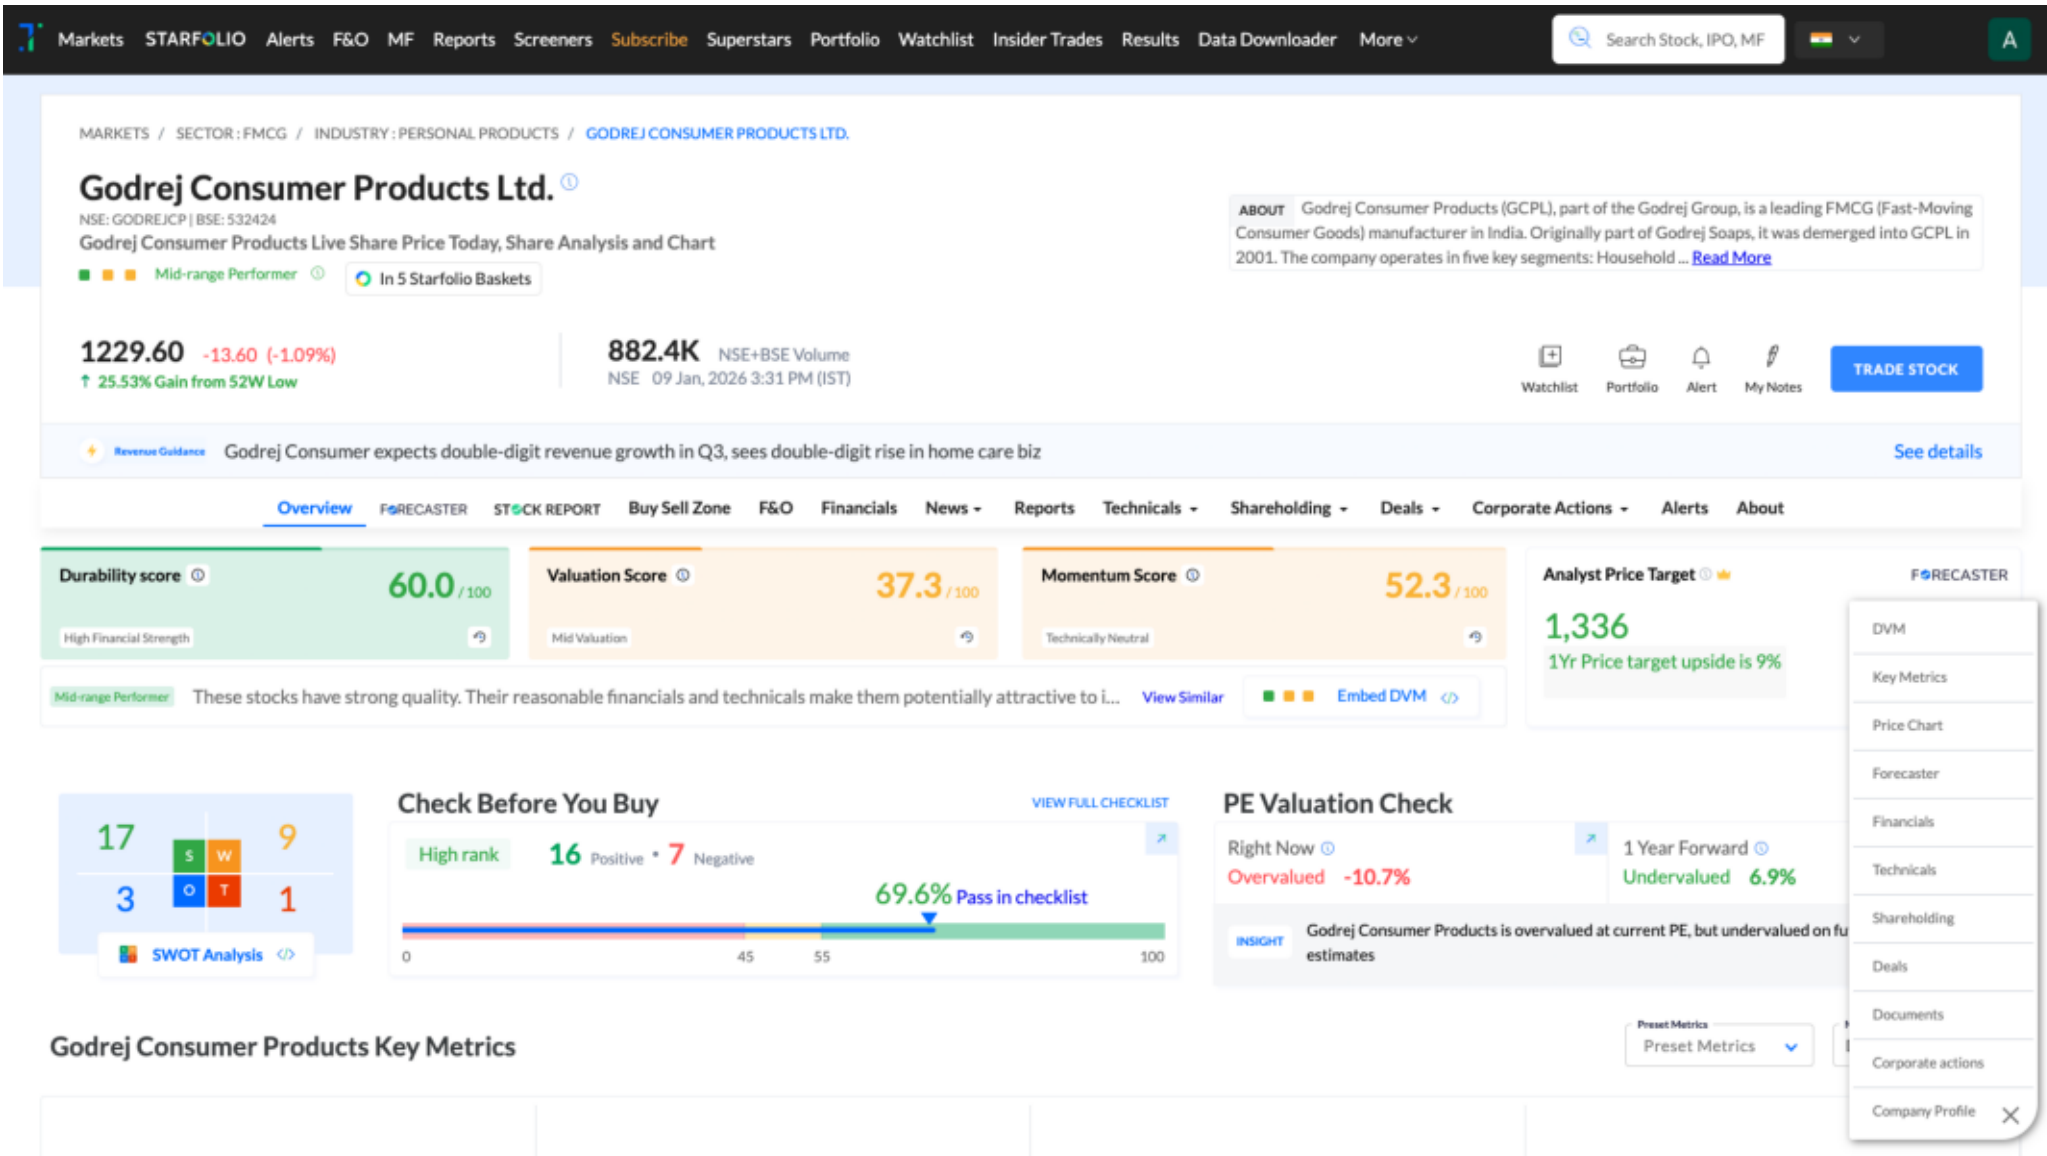 Markets STARFOLIO Alerts F&O MF Reports Screeners Subscribe Superstars Portfolio Watchlist Insider Trades Results Data Downloader More Search Stock, IPO, MF A
MARKETS / SECTOR : FMCG / INDUSTRY : PERSONAL PRODUCTS / GODREJ CONSUMER PRODUCTS LTD.
Godrej Consumer Products Ltd.
NSE: GODREJCP | BSE: 532424
Godrej Consumer Products Live Share Price Today, Share Analysis and Chart
Mid-range Performer In 5 Starfolio Baskets
ABOUT Godrej Consumer Products (GCPL), part of the Godrej Group, is a leading FMCG (Fast-Moving
Consumer Goods) manufacturer in India. Originally part of Godrej Soaps, it was demerged into GCPL in
2001. The company operates in five key segments: Household ... Read More
1229.60 -13.60 (-1.09%)
↑ 25.53% Gain from 52W Low
882.4K NSE+BSE Volume
NSE 09 Jan, 2026 3:31 PM (IST)
Watchlist Portfolio Alert My Notes TRADE STOCK
Revenue Guidance Godrej Consumer expects double-digit revenue growth in Q3, sees double-digit rise in home care biz See details
Overview FORECASTER STOCK REPORT Buy Sell Zone F&O Financials News Reports Technicals Shareholding Deals Corporate Actions Alerts About
Durability score 60.0 / 100
High Financial Strength
Valuation Score 37.3 / 100
Mid Valuation
Momentum Score 52.3 / 100
Technically Neutral
Analyst Price Target FORECASTER
1,336
1Yr Price target upside is 9%
Mid-range Performer These stocks have strong quality. Their reasonable financials and technicals make them potentially attractive to i... View Similar Embed DVM </>
17 9
S W
O T
3 1
SWOT Analysis </>
Check Before You Buy VIEW FULL CHECKLIST
High rank 16 Positive • 7 Negative
69.6% Pass in checklist
0 45 55 100
PE Valuation Check
Right Now 1 Year Forward
Overvalued -10.7% Undervalued 6.9%
INSIGHT Godrej Consumer Products is overvalued at current PE, but undervalued on fu
estimates
Godrej Consumer Products Key Metrics
Preset Metrics
Preset Metrics
DVM
Key Metrics
Price Chart
Forecaster
Financials
Technicals
Shareholding
Deals
Documents
Corporate actions
Company Profile